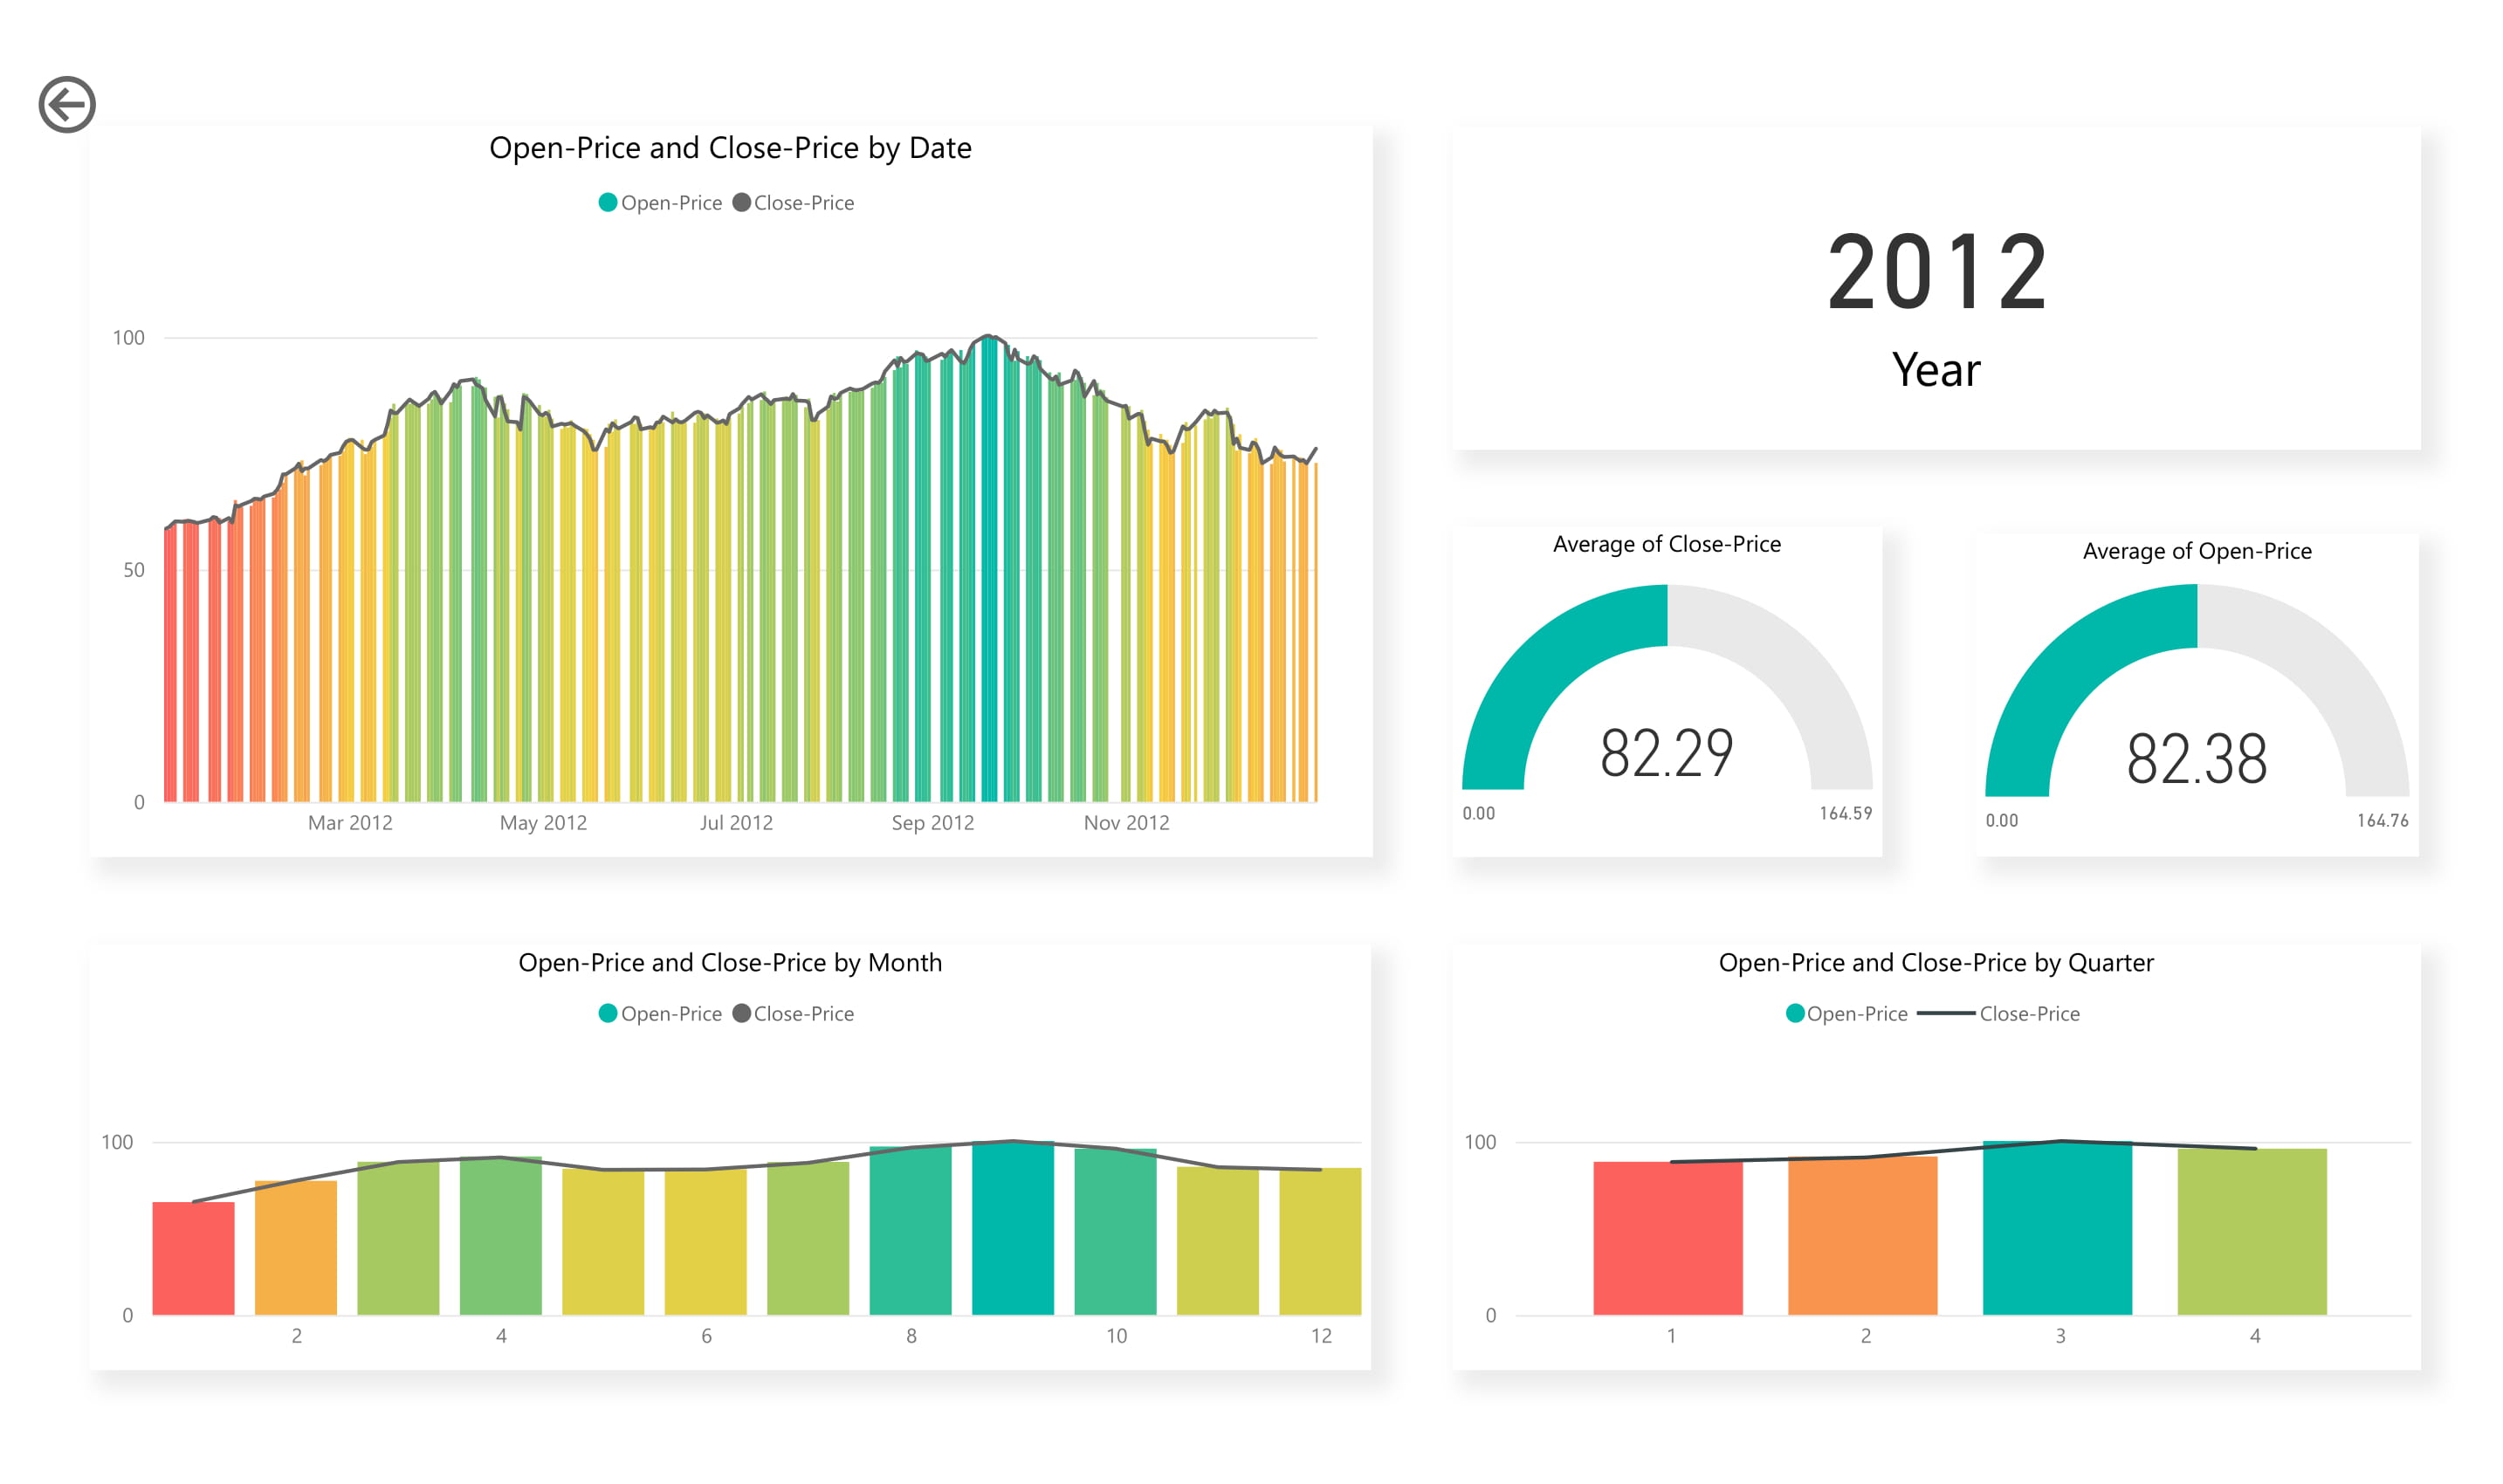 Open-Price and Close-Price by Date
Open-Price Close-Price
100
50
0
Mar 2012 May 2012 Jul 2012 Sep 2012 Nov 2012
2012
Year
Average of Close-Price
82.29
0.00 164.59
Average of Open-Price
82.38
0.00 164.76
Open-Price and Close-Price by Month
Open-Price Close-Price
100
0
2 4 6 8 10 12
Open-Price and Close-Price by Quarter
Open-Price Close-Price
100
0
1 2 3 4